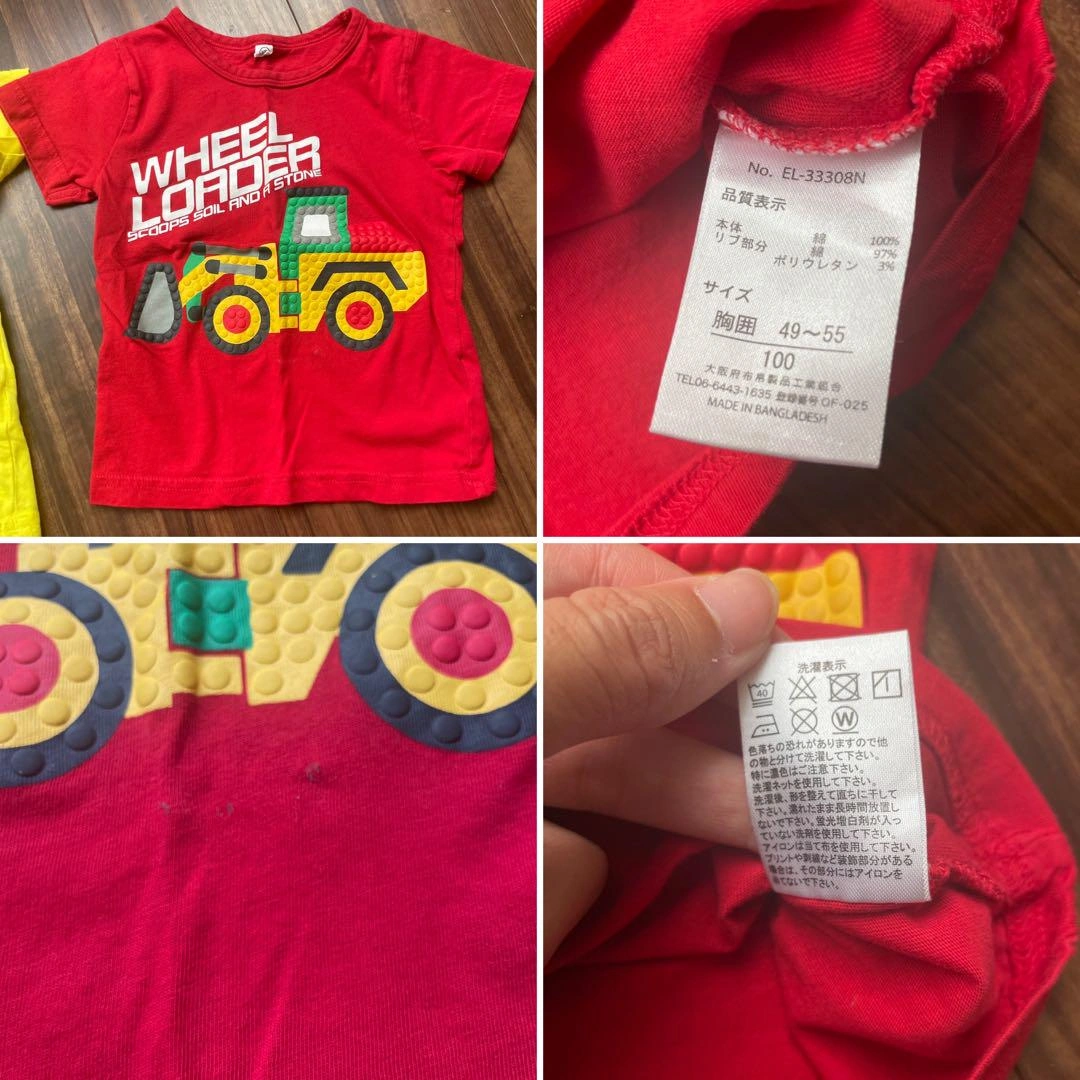 WHEEL
LOADER
SCOOPS SOIL AND A STONE
No. EL-33308N
品質表示
本体 綿 100%
リブ部分 綿 97%
ポリウレタン 3%
サイズ
胸囲 49〜55
100
大阪府布帛製品工業組合
TEL06-6443-1635 登録番号OF-025
MADE IN BANGLADESH
洗濯表示
40
W
色落ちの恐れがありますので他
の物と分けて洗濯して下さい。
特に濃色はご注意下さい。
洗濯ネットを使用して下さい。
洗濯後、形を整えて直ちに干して
下さい。濡れたまま長時間放置し
ないで下さい。蛍光増白剤が入っ
ていない洗剤を使用して下さい。
アイロンは当て布を使用して下さい。
プリントや刺繍など装飾部分がある
場合は、その部分にはアイロンを
当てないで下さい。